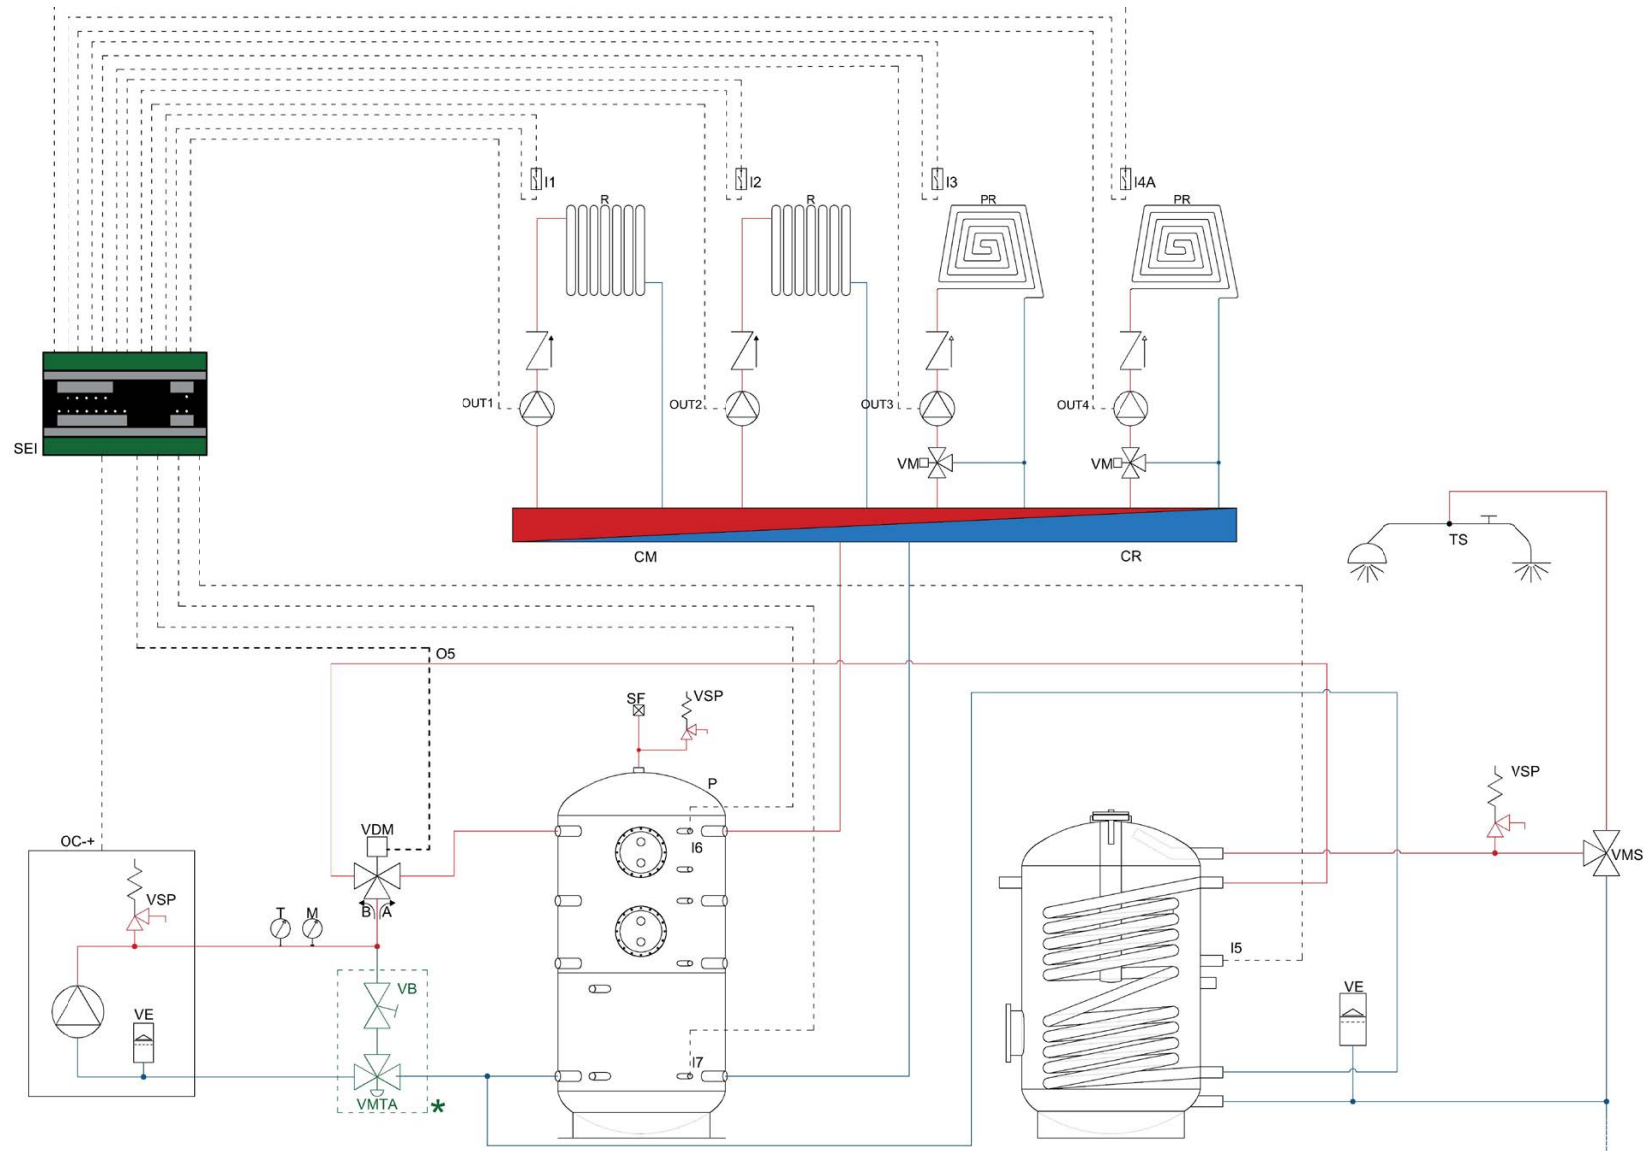 I1
I2
I3
I4A
R
R
PR
PR
OUT1
OUT2
OUT3
OUT4
SEI
VM
VM
CM
CR
TS
O5
SF
VSP
P
VSP
OC-+
VDM
I6
VMS
VSP
T
M
B
A
I5
VB
VE
VE
I7
VMTA
*